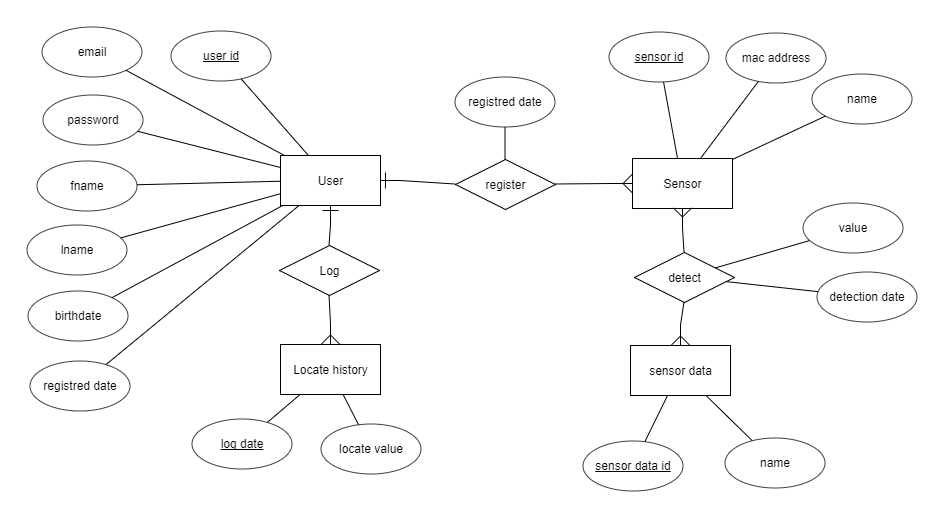 email
user id
sensor id
mac address
name
registred date
password
User
register
Sensor
fname
lname
Log
detect
value
detection date
birthdate
registred date
Locate history
sensor data
log date
locate value
sensor data id
name